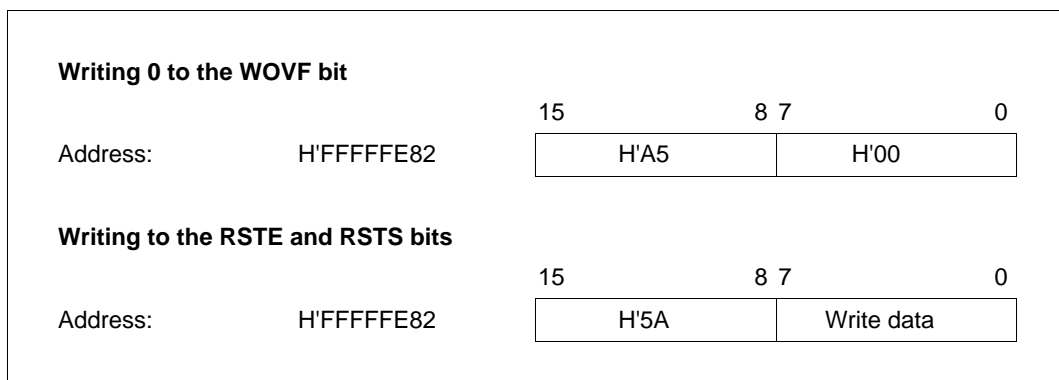 Writing 0 to the WOVF bit
15 8 7 0
Address: H'FFFFFE82 H'A5 H'00
Writing to the RSTE and RSTS bits
15 8 7 0
Address: H'FFFFFE82 H'5A Write data